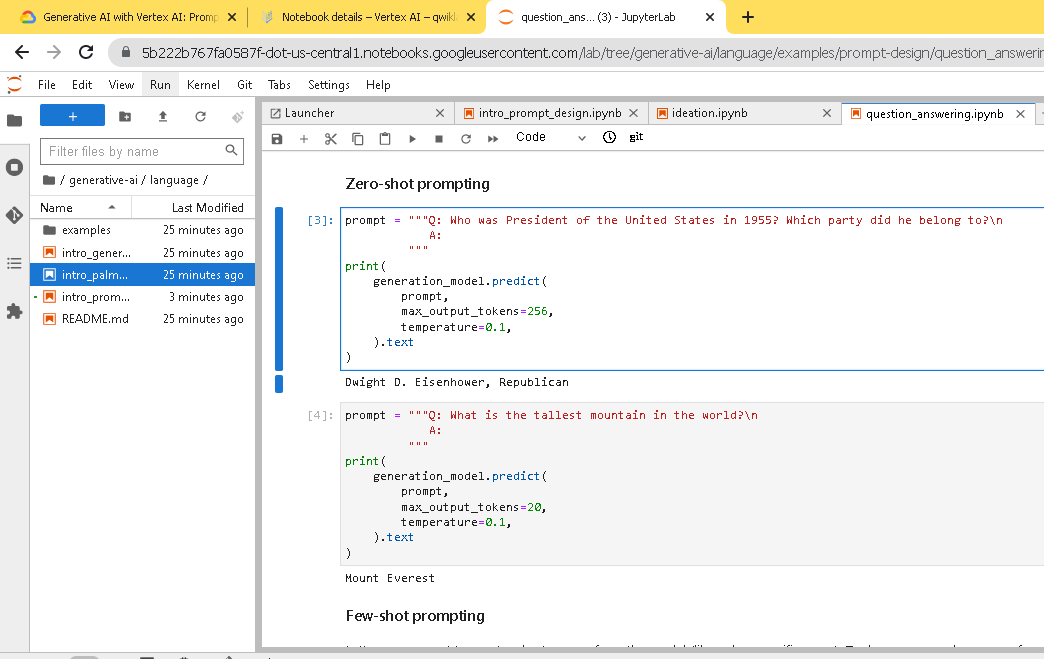 Generative AI with Vertex AI: Promp
Notebook details – Vertex AI – qwikl
question_ans... (3) - JupyterLab
5b222b767fa0587f-dot-us-central1.notebooks.googleusercontent.com/lab/tree/generative-ai/language/examples/prompt-design/question_answerin
File Edit View Run Kernel Git Tabs Settings Help
Filter files by name
/ generative-ai / language /
Name Last Modified
examples 25 minutes ago
intro_gener... 25 minutes ago
intro_palm... 25 minutes ago
intro_prom... 3 minutes ago
README.md 25 minutes ago
Launcher
intro_prompt_design.ipynb
ideation.ipynb
question_answering.ipynb
Code
git
Zero-shot prompting
[3]: prompt = """Q: Who was President of the United States in 1955? Which party did he belong to?\n
A:
"""
print(
generation_model.predict(
prompt,
max_output_tokens=256,
temperature=0.1,
).text
)
Dwight D. Eisenhower, Republican
[4]: prompt = """Q: What is the tallest mountain in the world?\n
A:
"""
print(
generation_model.predict(
prompt,
max_output_tokens=20,
temperature=0.1,
).text
)
Mount Everest
Few-shot prompting